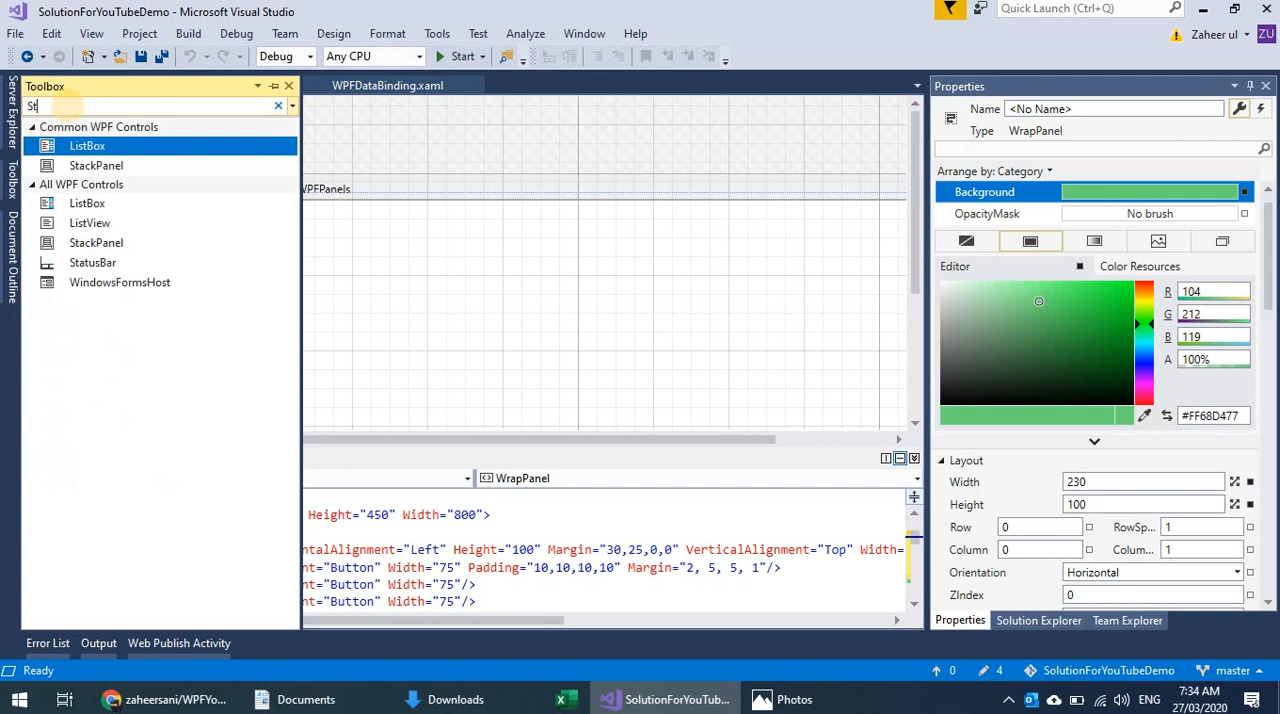 SolutionForYouTubeDemo - Microsoft Visual Studio
Quick Launch (Ctrl+Q)
File Edit View Project Build Debug Team Design Format Tools Test Analyze Window Help
Zaheer ul ZU
Debug Any CPU Start
Server Explorer
Toolbox
Document Outline
Toolbox
St
Common WPF Controls
ListBox
StackPanel
All WPF Controls
ListBox
ListView
StackPanel
StatusBar
WindowsFormsHost
WPFDataBinding.xaml
WPFPanels
WrapPanel
Height="450" Width="800">
ntalAlignment="Left" Height="100" Margin="30,25,0,0" VerticalAlignment="Top" Width=
nt="Button" Width="75" Padding="10,10,10,10" Margin="2, 5, 5, 1"/>
nt="Button" Width="75"/>
nt="Button" Width="75"/>
Properties
Name <No Name>
Type WrapPanel
Arrange by: Category
Background
OpacityMask No brush
Editor Color Resources
R 104
G 212
B 119
A 100%
#FF68D477
Layout
Width 230
Height 100
Row 0 RowSp... 1
Column 0 Colum... 1
Orientation Horizontal
ZIndex 0
Properties Solution Explorer Team Explorer
Error List Output Web Publish Activity
Ready
0 4 SolutionForYouTubeDemo master
zaheersani/WPFYo... Documents Downloads SolutionForYouTub... Photos
ENG
7:34 AM
27/03/2020